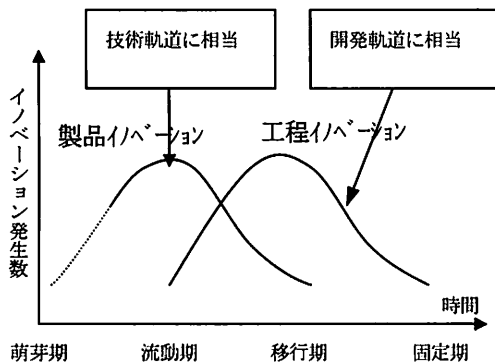 技術軌道に相当
開発軌道に相当
製品イノベーション
工程イノベーション
イノベーション発生数
時間
萌芽期
流動期
移行期
固定期